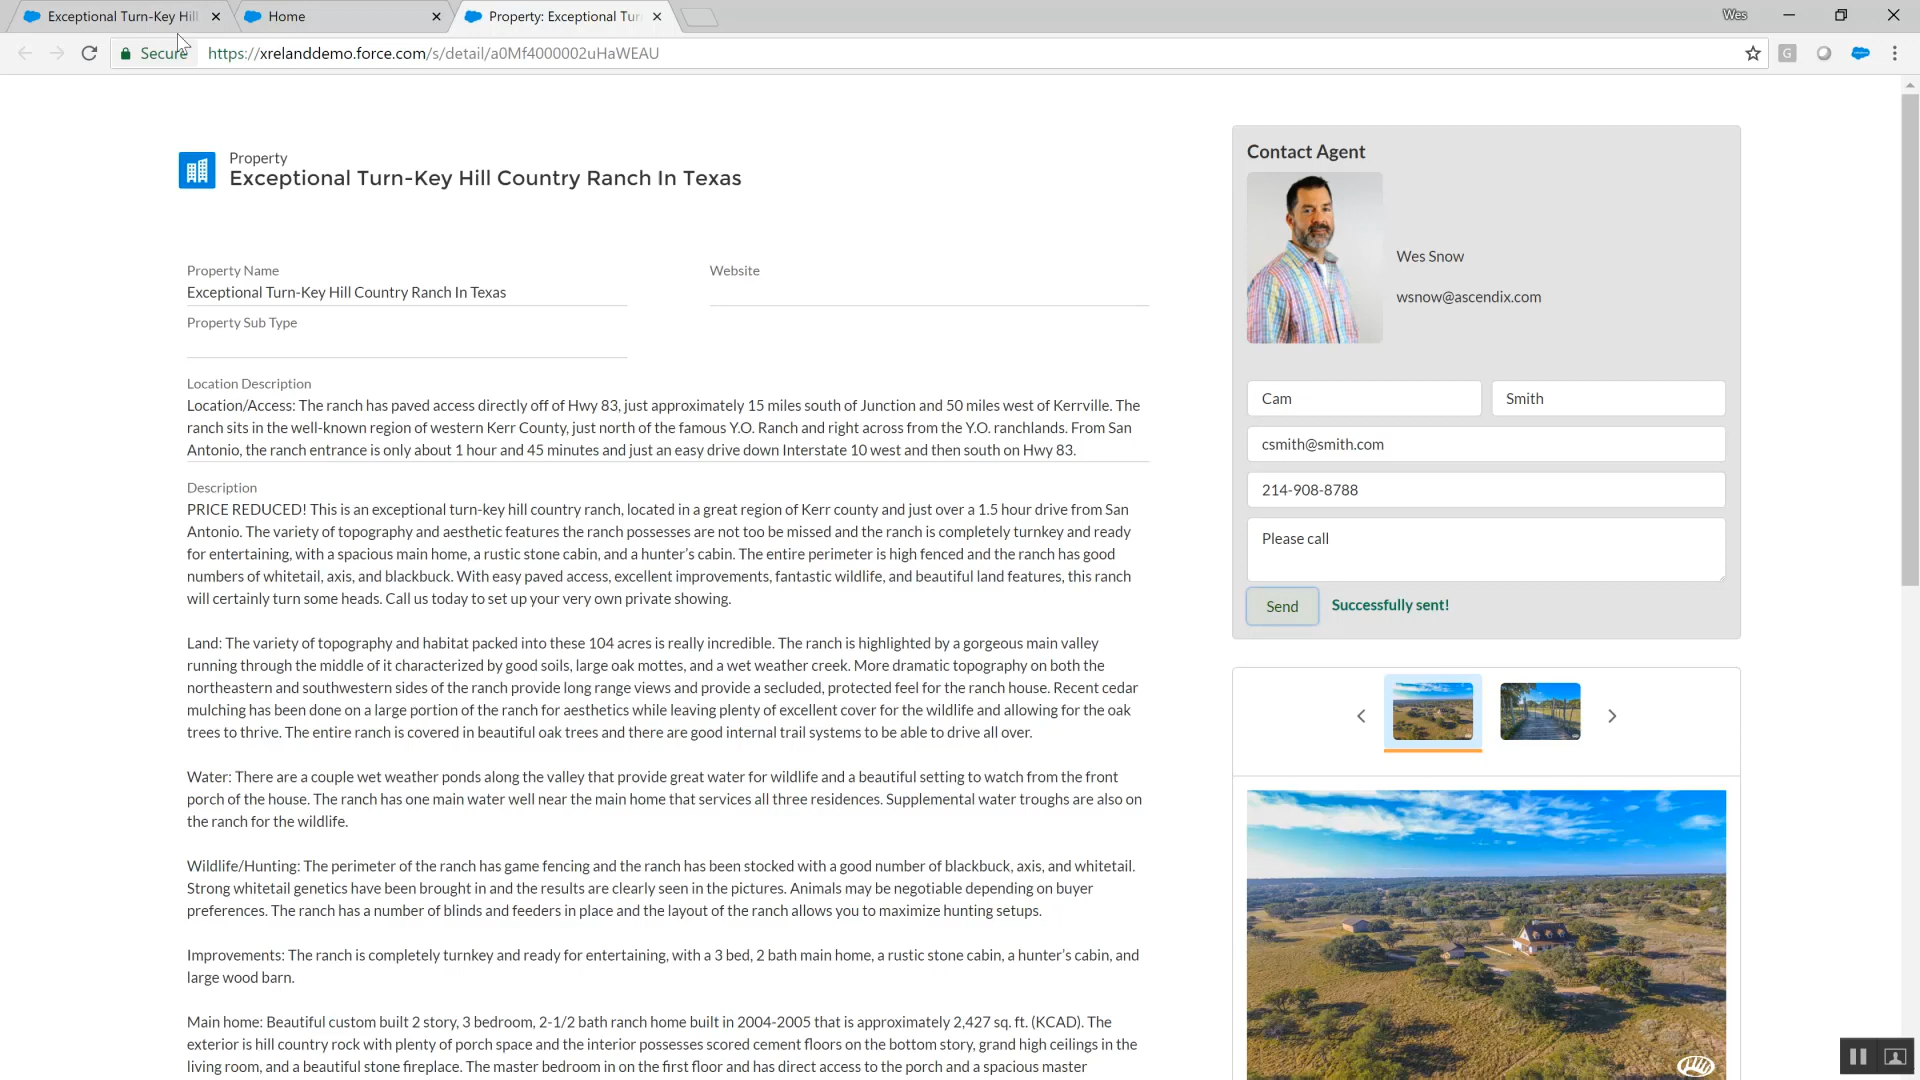 Exceptional Turn-Key Hill
Home
Property: Exceptional Tur
Wes
Secure
https://xrelanddemo.force.com/s/detail/a0Mf4000002uHaWEAU
G
Property
Exceptional Turn-Key Hill Country Ranch In Texas
Property Name
Exceptional Turn-Key Hill Country Ranch In Texas
Website
Property Sub Type
Location Description
Location/Access: The ranch has paved access directly off of Hwy 83, just approximately 15 miles south of Junction and 50 miles west of Kerrville. The
ranch sits in the well-known region of western Kerr County, just north of the famous Y.O. Ranch and right across from the Y.O. ranchlands. From San
Antonio, the ranch entrance is only about 1 hour and 45 minutes and just an easy drive down Interstate 10 west and then south on Hwy 83.
Description
PRICE REDUCED! This is an exceptional turn-key hill country ranch, located in a great region of Kerr county and just over a 1.5 hour drive from San
Antonio. The variety of topography and aesthetic features the ranch possesses are not too be missed and the ranch is completely turnkey and ready
for entertaining, with a spacious main home, a rustic stone cabin, and a hunter's cabin. The entire perimeter is high fenced and the ranch has good
numbers of whitetail, axis, and blackbuck. With easy paved access, excellent improvements, fantastic wildlife, and beautiful land features, this ranch
will certainly turn some heads. Call us today to set up your very own private showing.
Land: The variety of topography and habitat packed into these 104 acres is really incredible. The ranch is highlighted by a gorgeous main valley
running through the middle of it characterized by good soils, large oak mottes, and a wet weather creek. More dramatic topography on both the
northeastern and southwestern sides of the ranch provide long range views and provide a secluded, protected feel for the ranch house. Recent cedar
mulching has been done on a large portion of the ranch for aesthetics while leaving plenty of excellent cover for the wildlife and allowing for the oak
trees to thrive. The entire ranch is covered in beautiful oak trees and there are good internal trail systems to be able to drive all over.
Water: There are a couple wet weather ponds along the valley that provide great water for wildlife and a beautiful setting to watch from the front
porch of the house. The ranch has one main water well near the main home that services all three residences. Supplemental water troughs are also on
the ranch for the wildlife.
Wildlife/Hunting: The perimeter of the ranch has game fencing and the ranch has been stocked with a good number of blackbuck, axis, and whitetail.
Strong whitetail genetics have been brought in and the results are clearly seen in the pictures. Animals may be negotiable depending on buyer
preferences. The ranch has a number of blinds and feeders in place and the layout of the ranch allows you to maximize hunting setups.
Improvements: The ranch is completely turnkey and ready for entertaining, with a 3 bed, 2 bath main home, a rustic stone cabin, a hunter's cabin, and
large wood barn.
Main home: Beautiful custom built 2 story, 3 bedroom, 2-1/2 bath ranch home built in 2004-2005 that is approximately 2,427 sq. ft. (KCAD). The
exterior is hill country rock with plenty of porch space and the interior possesses scored cement floors on the bottom story, grand high ceilings in the
living room, and a beautiful stone fireplace. The master bedroom in on the first floor and has direct access to the porch and a spacious master
Contact Agent
Wes Snow
wsnow@ascendix.com
Cam
Smith
csmith@smith.com
214-908-8788
Please call
Send
Successfully sent!